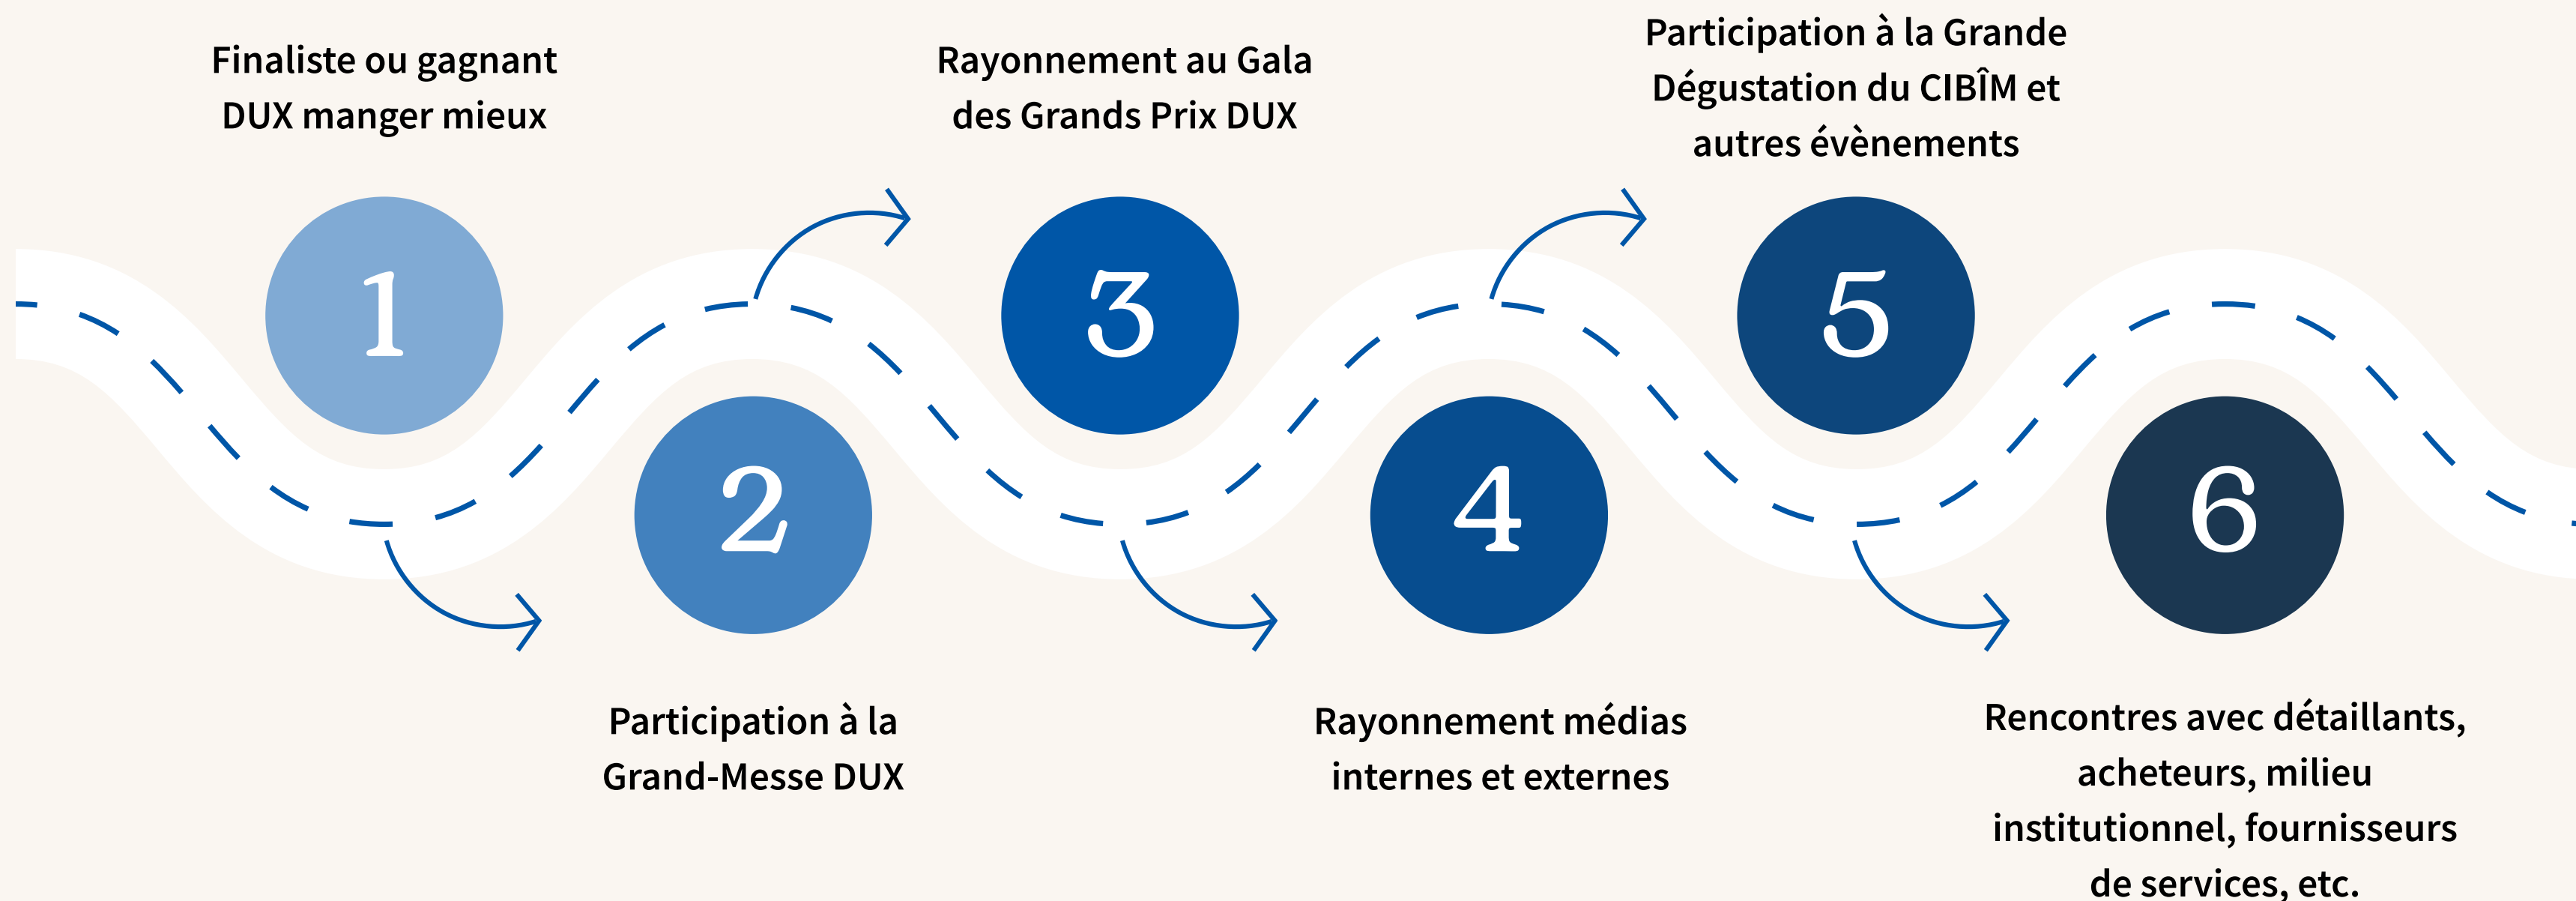 Finaliste ou gagnant
DUX manger mieux
1
2
Participation à la
Grand-Messe DUX
Rayonnement au Gala
des Grands Prix DUX
3
4
Rayonnement médias
internes et externes
Participation à la Grande
Dégustation du CIBÎM et
autres évènements
5
6
Rencontres avec détaillants,
acheteurs, milieu
institutionnel, fournisseurs
de services, etc.